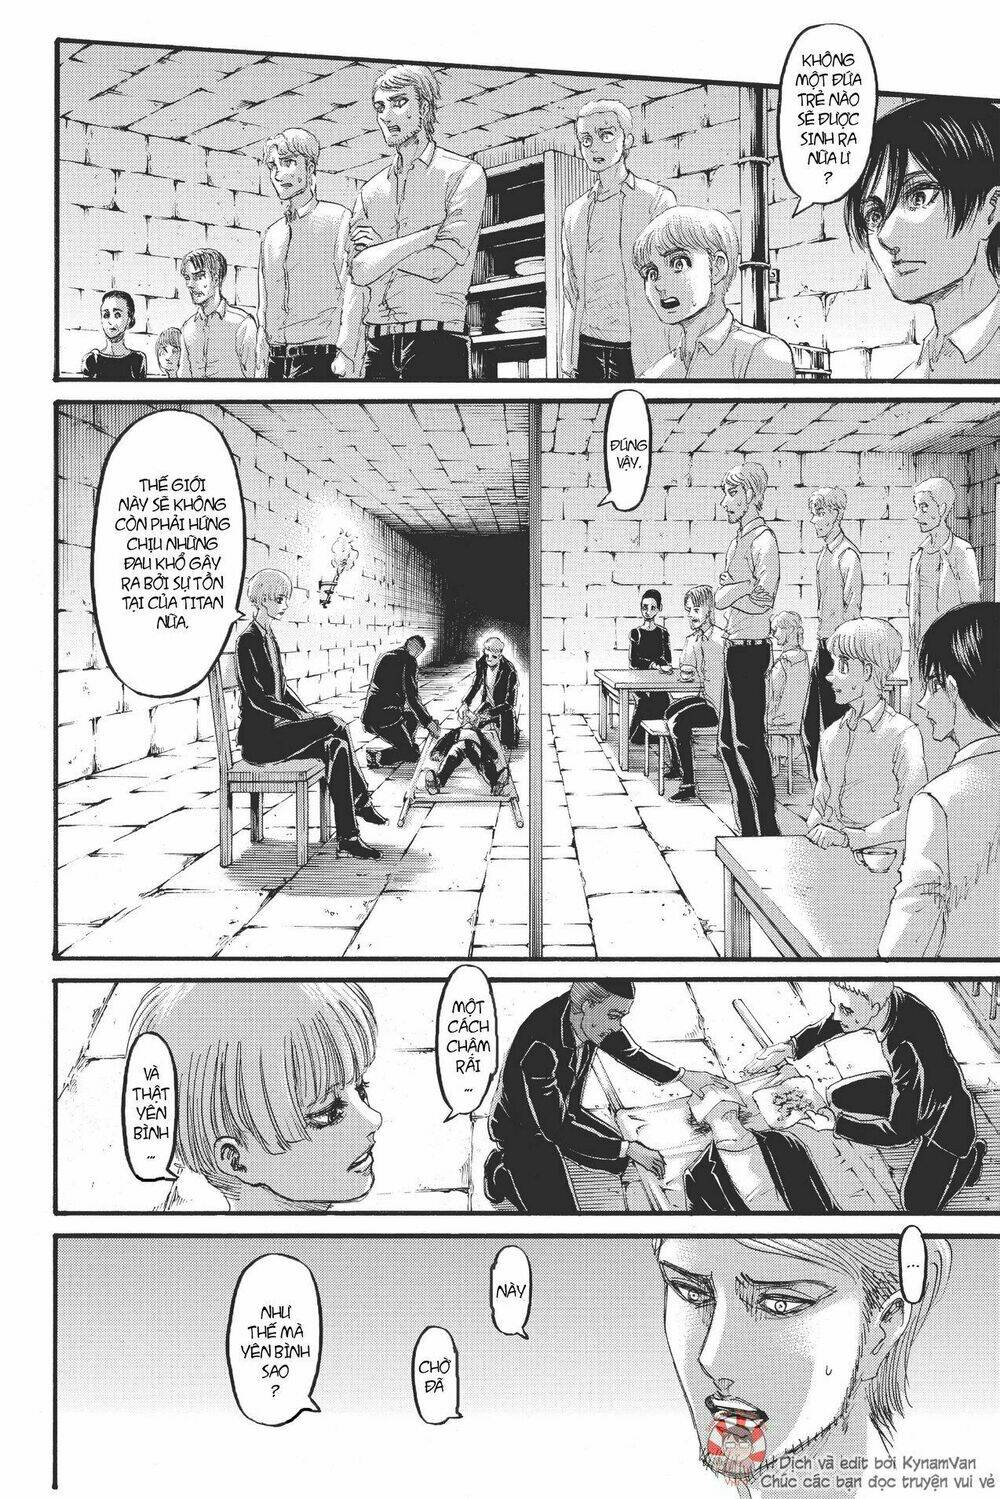 KHÔNG
MỘT ĐỨA
TRẺ NÀO
SẼ ĐƯỢC
SINH RA
NỮA Ư
?
ĐÚNG
VẬY.
THẾ GIỚI
NÀY SẼ KHÔNG
CÒN PHẢI HỨNG
CHỊU NHỮNG
ĐAU KHỔ GÂY
RA BỞI SỰ TỒN
TẠI CỦA TITAN
NỮA.
MỘT
CÁCH
CHẬM
RÃI
...
VÀ
THẬT
YÊN
BÌNH
...
...
NÀY
CHỜ
ĐÃ
NHƯ
THẾ MÀ
YÊN BÌNH
SAO
?
Dịch và edit bởi KynamVan
Chúc các bạn đọc truyện vui vẻ